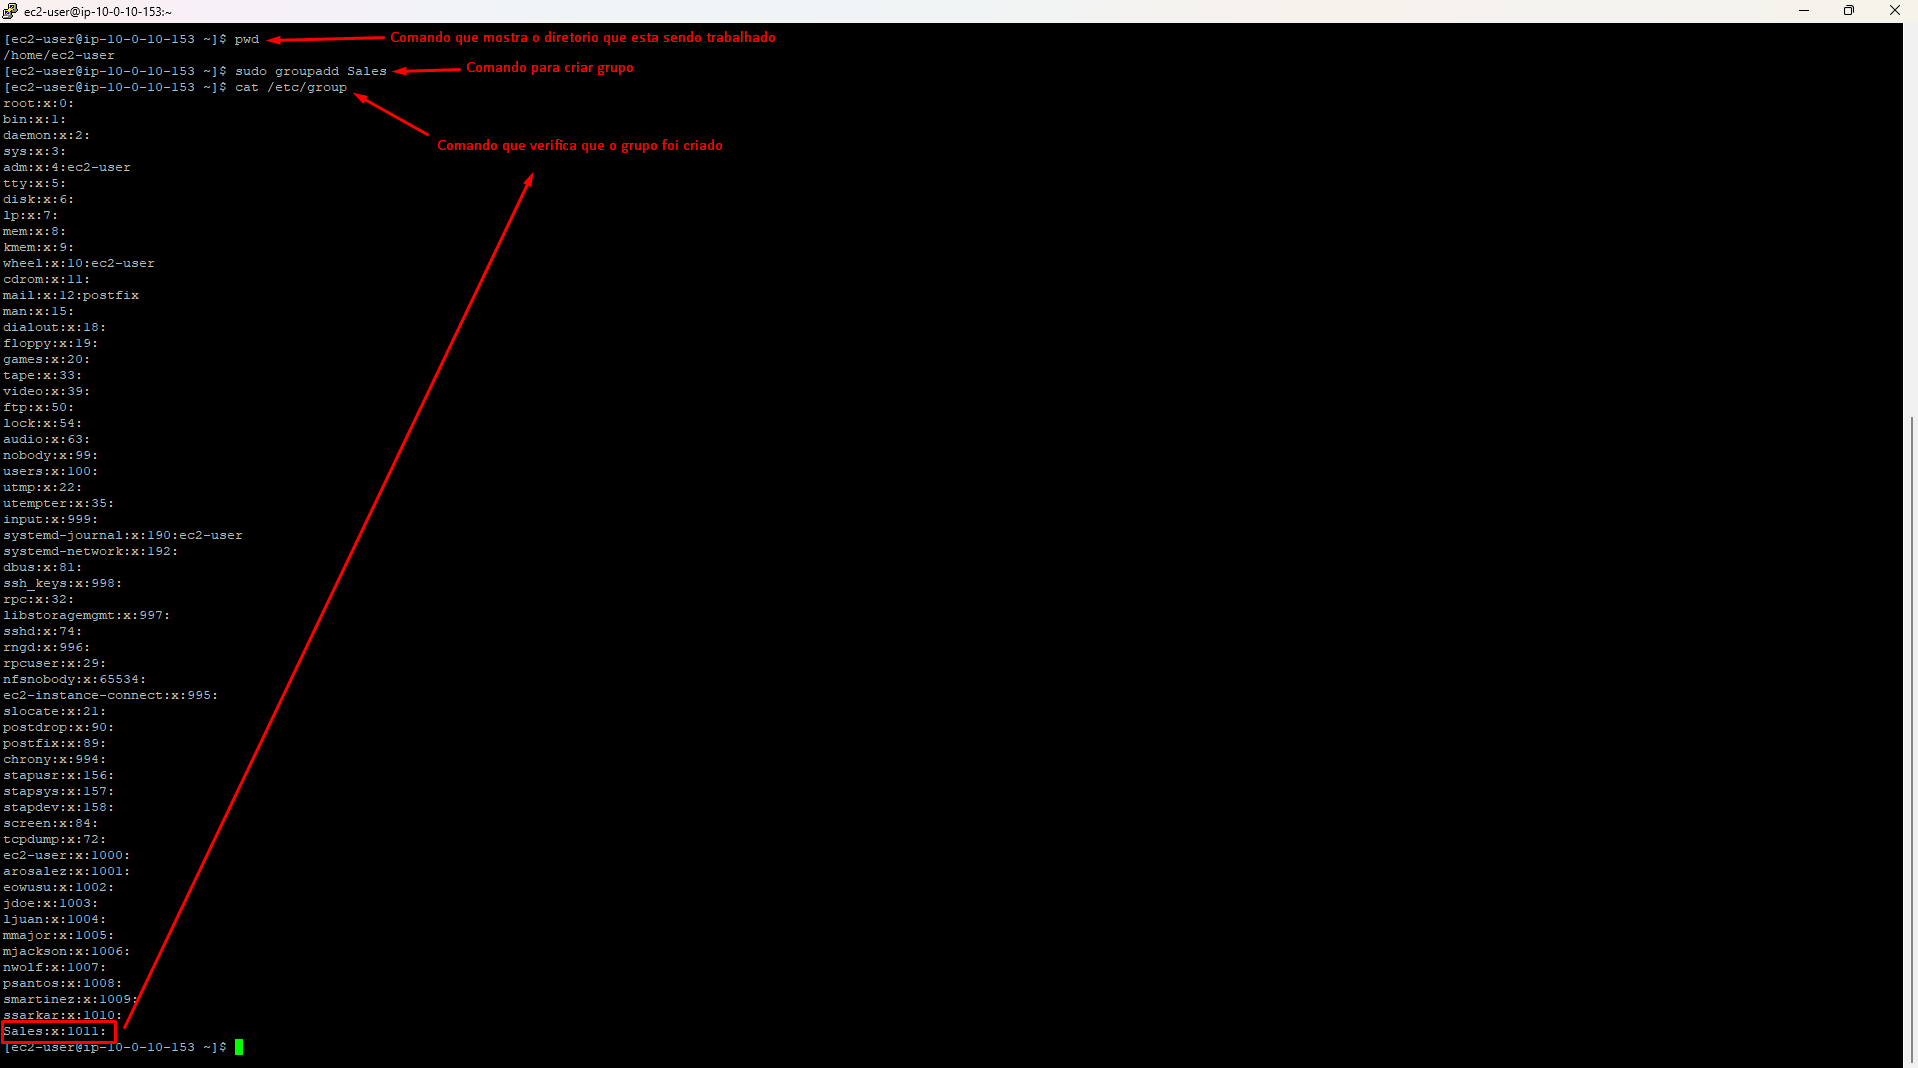 ec2-user@ip-10-0-10-153:~
[ec2-user@ip-10-0-10-153 ~]$ pwd
Comando que mostra o diretorio que esta sendo trabalhado
/home/ec2-user
[ec2-user@ip-10-0-10-153 ~]$ sudo groupadd Sales
Comando para criar grupo
[ec2-user@ip-10-0-10-153 ~]$ cat /etc/group
root:x:0:
bin:x:1:
daemon:x:2:
Comando que verifica que o grupo foi criado
sys:x:3:
adm:x:4:ec2-user
tty:x:5:
disk:x:6:
lp:x:7:
mem:x:8:
kmem:x:9:
wheel:x:10:ec2-user
cdrom:x:11:
mail:x:12:postfix
man:x:15:
dialout:x:18:
floppy:x:19:
games:x:20:
tape:x:33:
video:x:39:
ftp:x:50:
lock:x:54:
audio:x:63:
nobody:x:99:
users:x:100:
utmp:x:22:
utempter:x:35:
input:x:999:
systemd-journal:x:190:ec2-user
systemd-network:x:192:
dbus:x:81:
ssh_keys:x:998:
rpc:x:32:
libstoragemgmt:x:997:
sshd:x:74:
rngd:x:996:
rpcuser:x:29:
nfsnobody:x:65534:
ec2-instance-connect:x:995:
slocate:x:21:
postdrop:x:90:
postfix:x:89:
chrony:x:994:
stapusr:x:156:
stapsys:x:157:
stapdev:x:158:
screen:x:84:
tcpdump:x:72:
ec2-user:x:1000:
arosalez:x:1001:
eowusu:x:1002:
jdoe:x:1003:
ljuan:x:1004:
mmajor:x:1005:
mjackson:x:1006:
nwolf:x:1007:
psantos:x:1008:
smartinez:x:1009:
ssarkar:x:1010:
Sales:x:1011:
[ec2-user@ip-10-0-10-153 ~]$